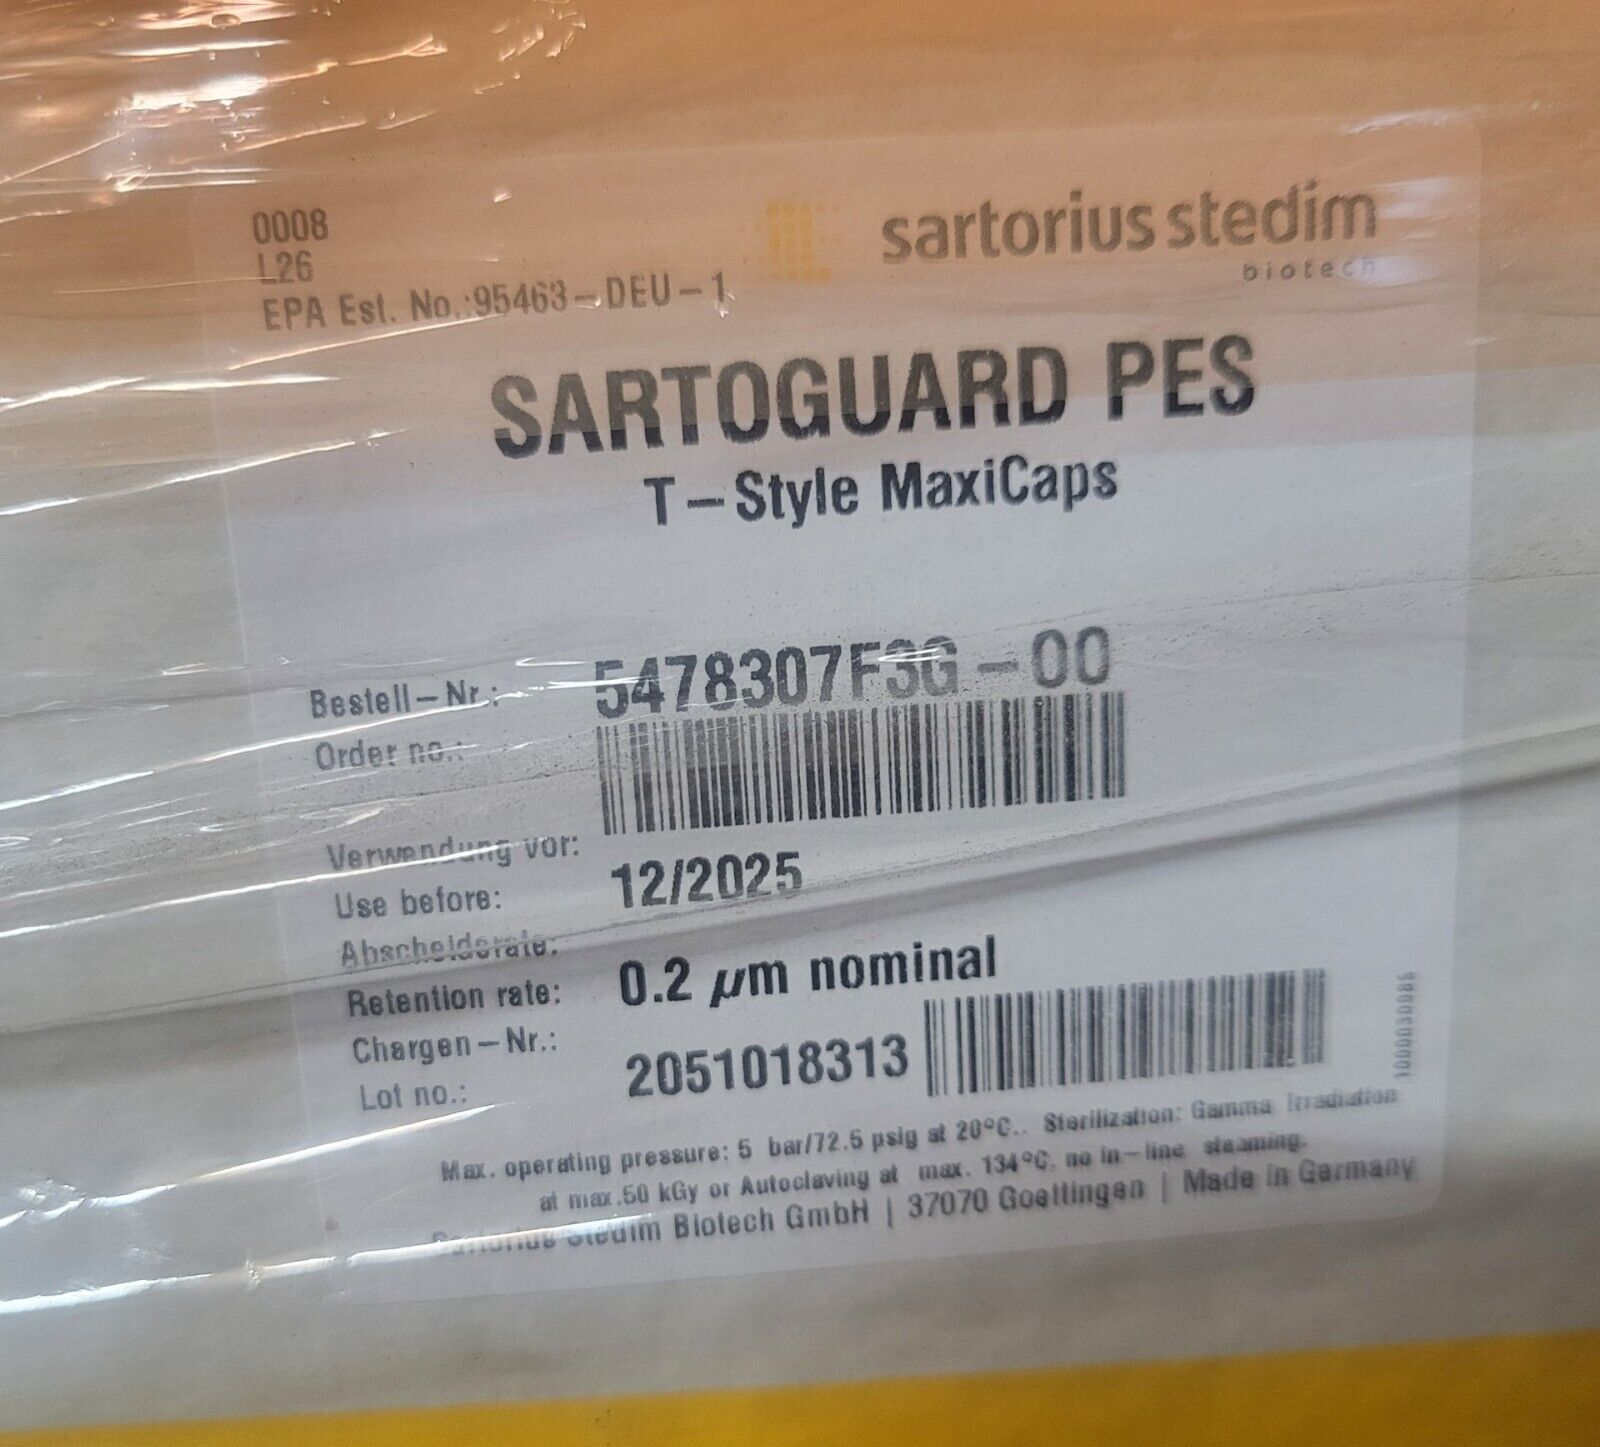 0008
L26
EPA Est. No.:95463-DEU-1
sartorius stedim
biotech
SARTOGUARD PES
T-Style MaxiCaps
Bestell-Nr.: 5478307F3G-00
Order no.:
Verwendung vor:
Use before: 12/2025
Abscheiderate:
Retention rate: 0.2 µm nominal
Chargen-Nr.:
Lot no.: 2051018313
1000030085
Max. operating pressure: 5 bar/72.5 psig at 20°C.. Sterilization: Gamma Irradiation
at max.50 kGy or Autoclaving at max. 134°C, no in-line steaming.
Sartorius Stedim Biotech GmbH | 37070 Goettingen | Made in Germany